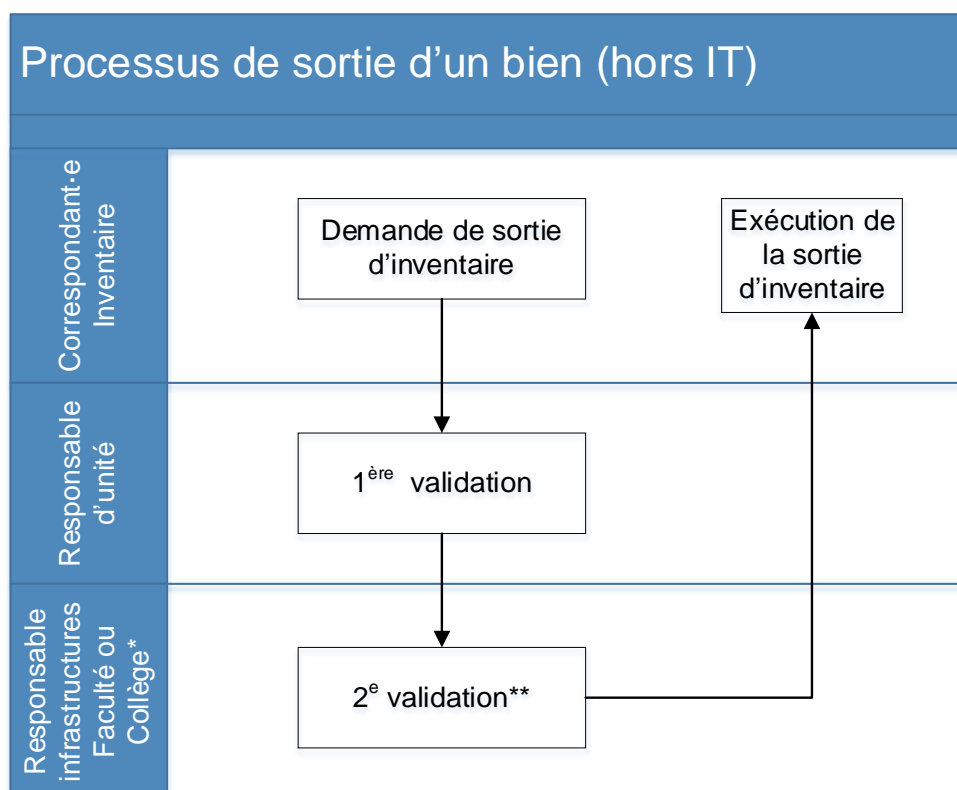 Processus de sortie d’un bien (hors IT)
Correspondant·e
Inventaire
Demande de sortie
d’inventaire
Exécution de
la sortie
d’inventaire
Responsable
d’unité
1ère validation
Responsable
infrastructures
Faculté ou
Collège*
2e validation**